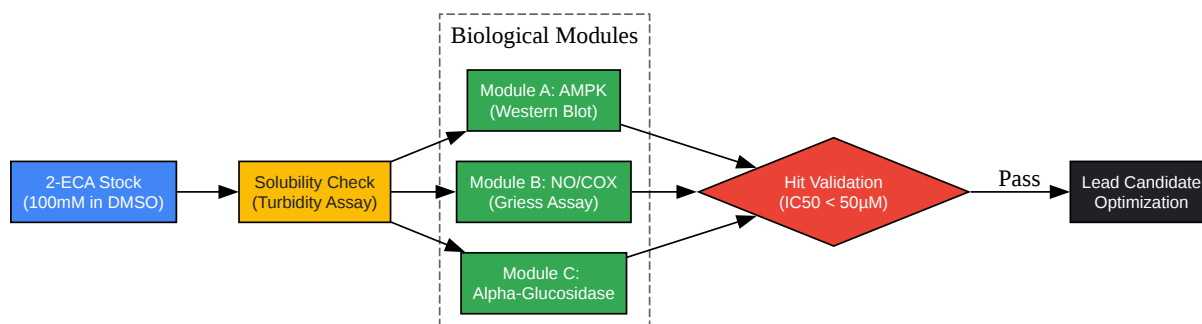 Biological Modules
Module A: AMPK
(Western Blot)
2-ECA Stock
(100mM in DMSO)
Solubility Check
(Turbidity Assay)
Module B: NO/COX
(Griess Assay)
Hit Validation
(IC50 < 50µM)
Pass
Lead Candidate
Optimization
Module C:
Alpha-Glucosidase